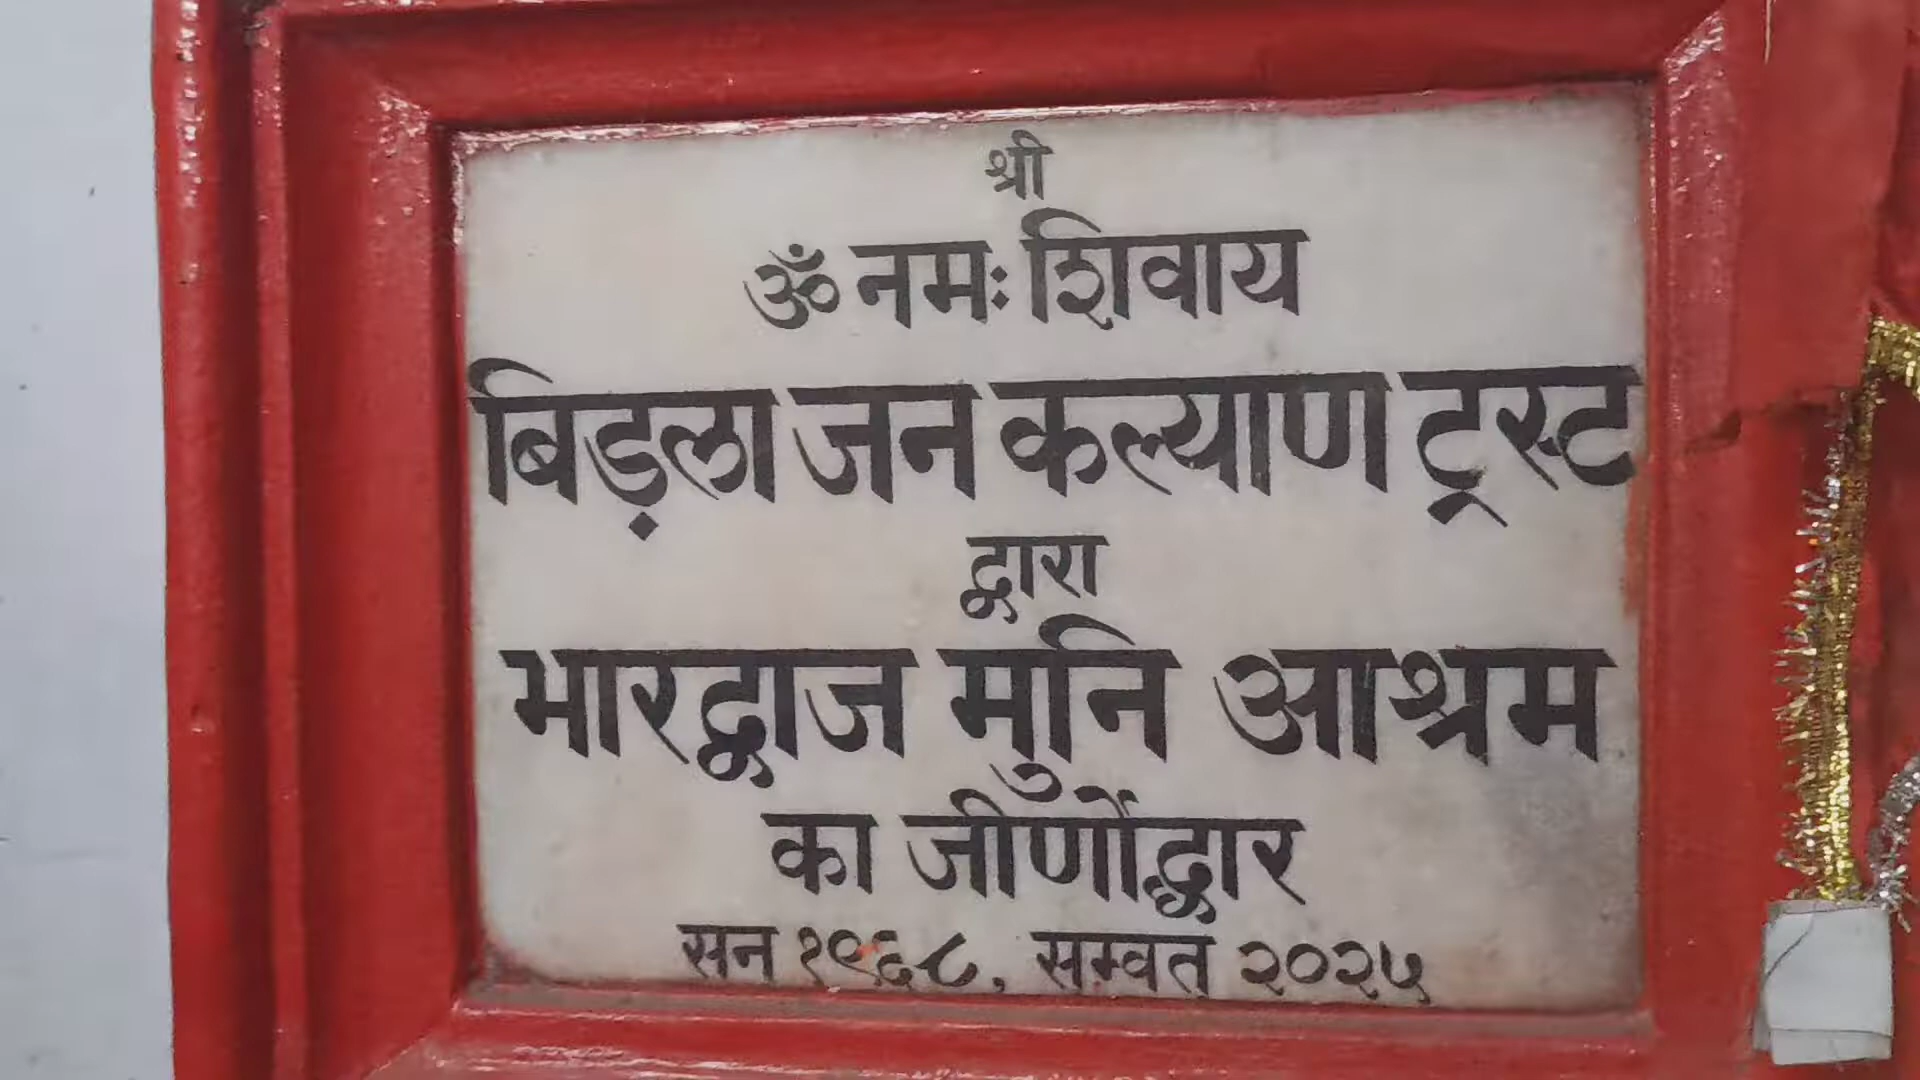 श्री
ॐ नमः शिवाय
बिड़ला जन कल्याण ट्रस्ट
द्वारा
भारद्वाज मुनि आश्रम
का जीर्णोद्धार
सन १९६८, सम्वत् २०२५